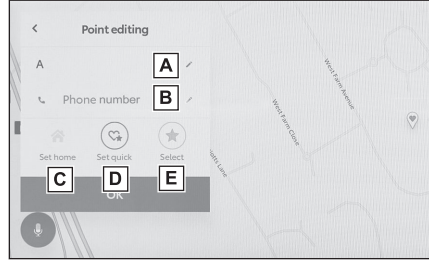 Point editing
A
A
Phone number
B
Set home
Set quick
Select
C
D
E
OK
West Farm Avenue
West Farm Close
Lane